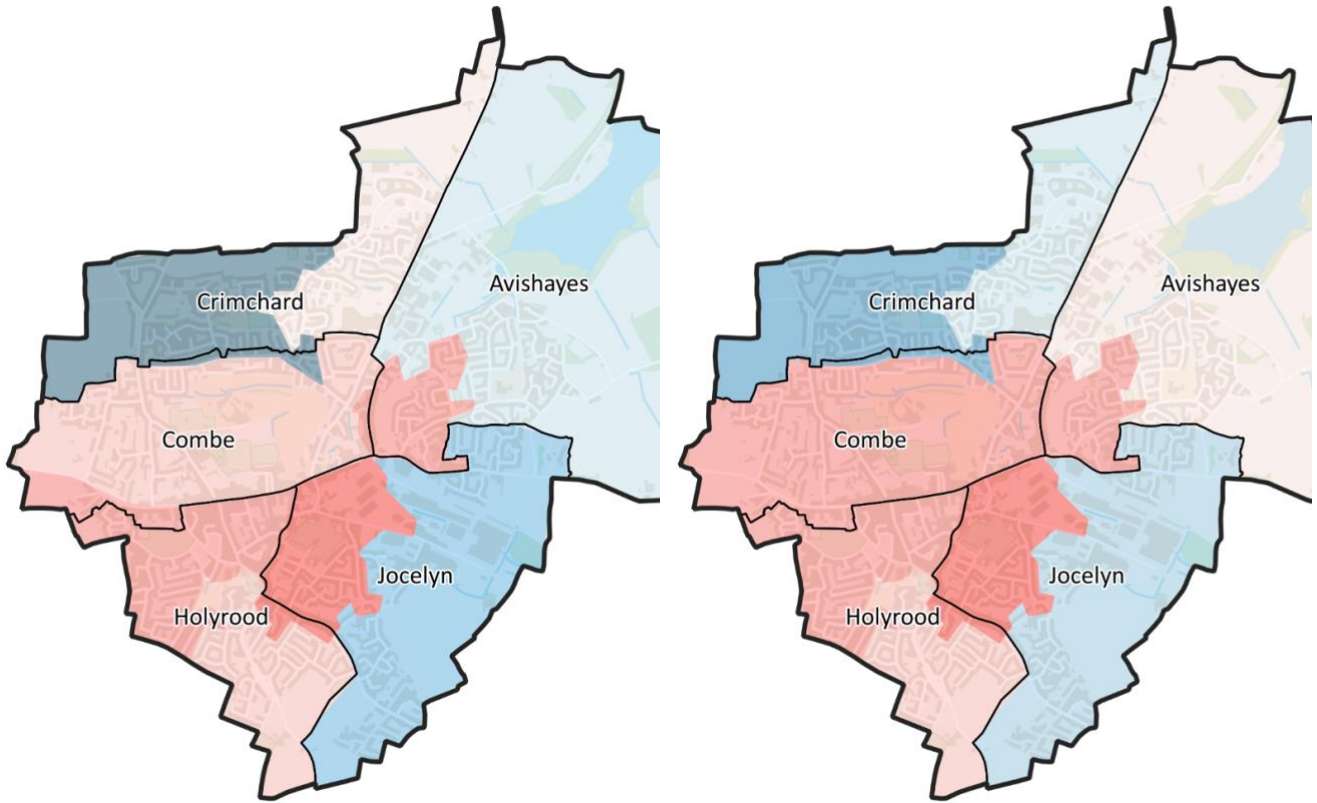 Avishayes
Crimchard
Combe
Jocelyn
Holyrood
Avishayes
Crimchard
Combe
Jocelyn
Holyrood